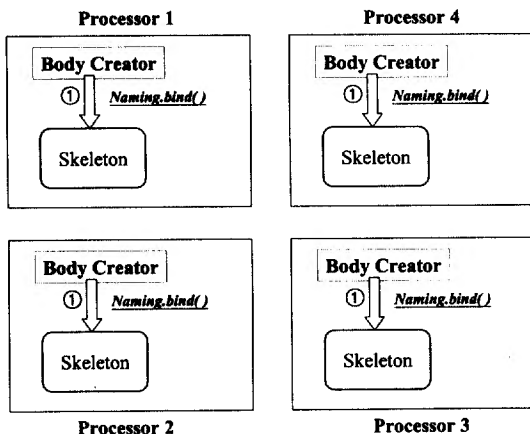 Processor 1
Body Creator
① Naming.bind( )
Skeleton
Processor 4
Body Creator
① Naming.bind( )
Skeleton
Body Creator
① Naming.bind( )
Skeleton
Processor 2
Body Creator
① Naming.bind( )
Skeleton
Processor 3